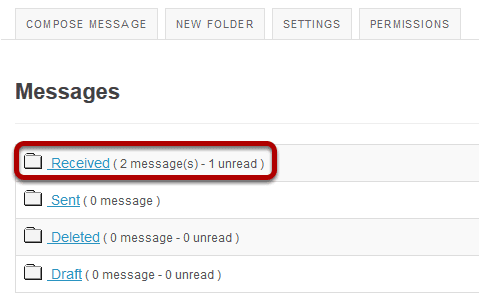 COMPOSE MESSAGE NEW FOLDER SETTINGS PERMISSIONS
Messages
Received ( 2 message(s) - 1 unread )
Sent ( 0 message )
Deleted ( 0 message - 0 unread )
Draft ( 0 message - 0 unread )